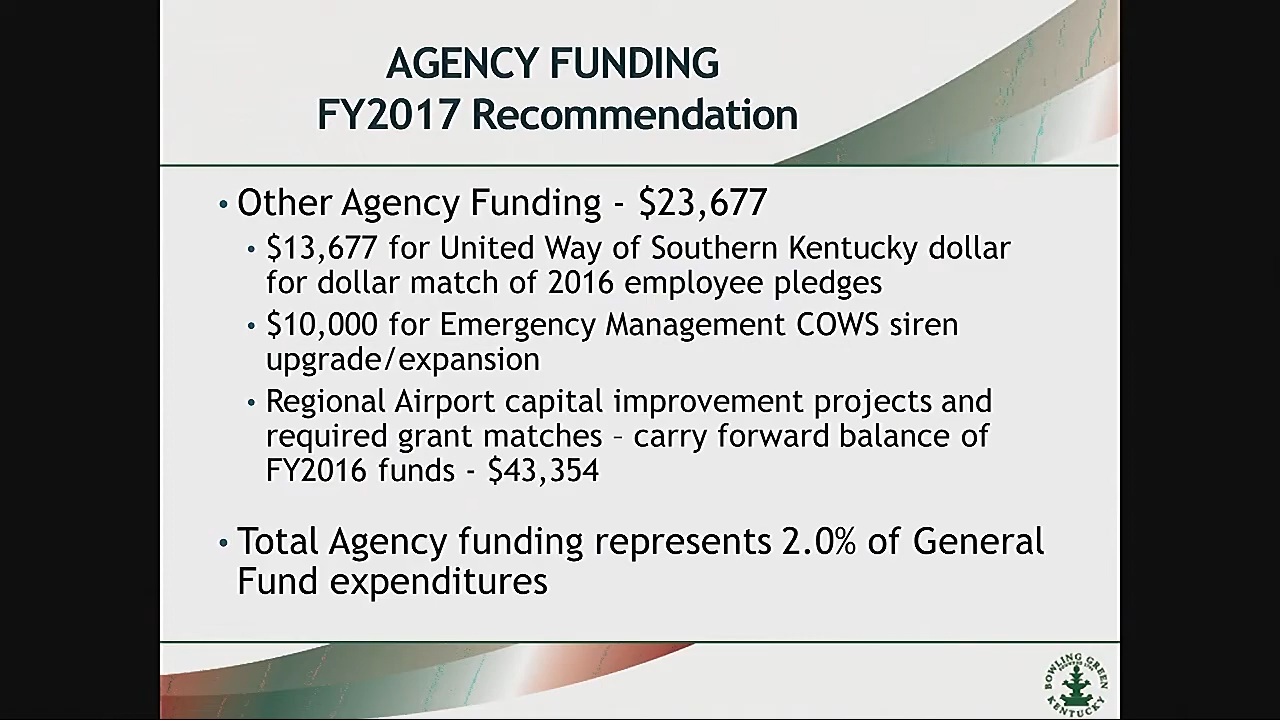 AGENCY FUNDING
FY2017 Recommendation
• Other Agency Funding - $23,677
• $13,677 for United Way of Southern Kentucky dollar
for dollar match of 2016 employee pledges
• $10,000 for Emergency Management COWS siren
upgrade/expansion
• Regional Airport capital improvement projects and
required grant matches – carry forward balance of
FY2016 funds - $43,354
• Total Agency funding represents 2.0% of General
Fund expenditures
BOWLING GREEN
KENTUCKY